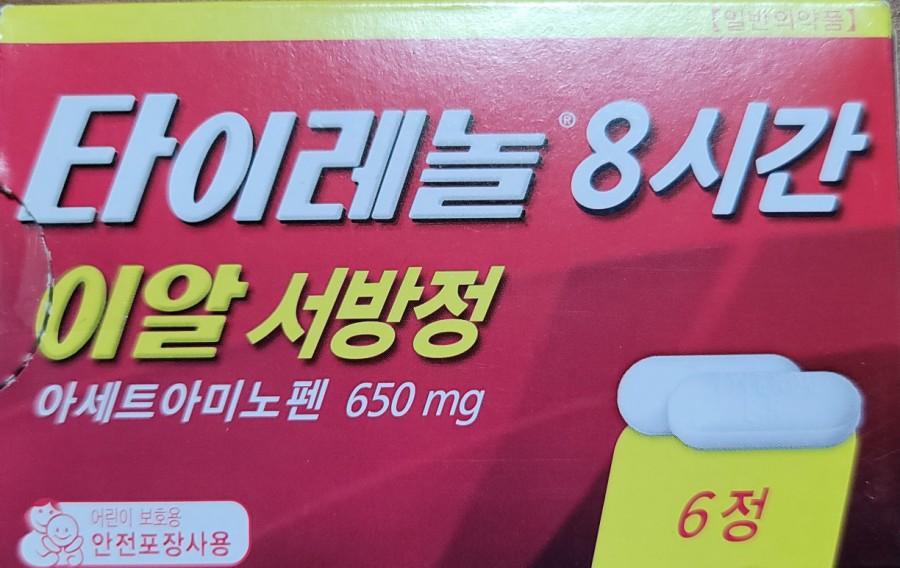 【일반의약품】
타이레놀® 8시간
이알 서방정
아세트아미노펜 650 mg
6정
어린이 보호용
안전포장사용